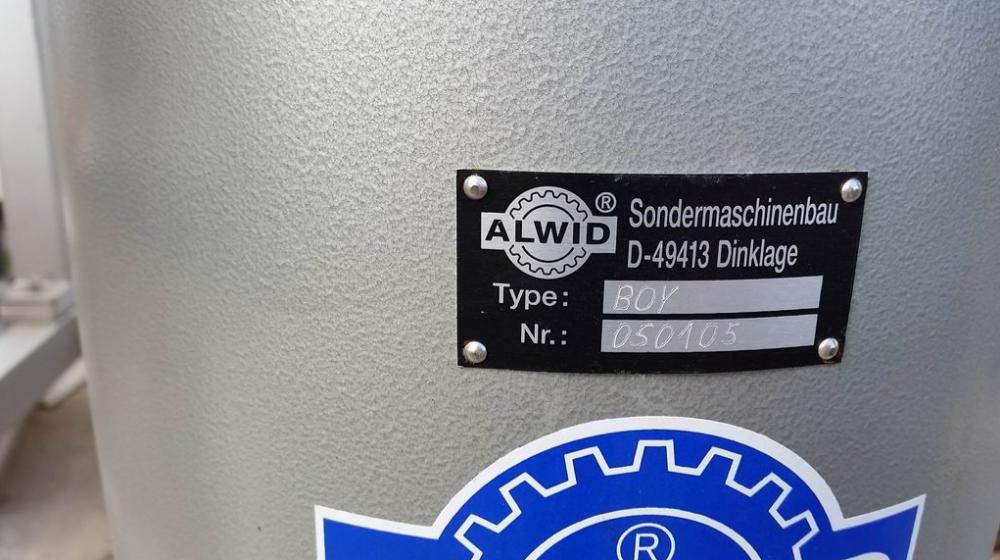 ALWID ®
Sondermaschinenbau
D-49413 Dinklage
Type: BOY
Nr.: 050105
®